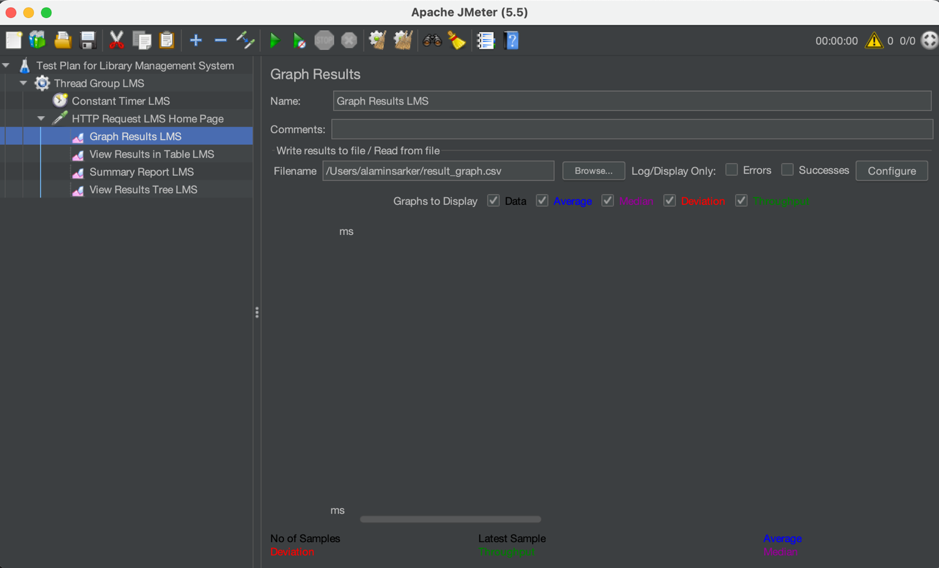 Apache JMeter (5.5)
00:00:00 0 0/0
Test Plan for Library Management System
Thread Group LMS
Constant Timer LMS
HTTP Request LMS Home Page
Graph Results LMS
View Results in Table LMS
Summary Report LMS
View Results Tree LMS
Graph Results
Name: Graph Results LMS
Comments:
Write results to file / Read from file
Filename /Users/alaminsarker/result_graph.csv Browse... Log/Display Only: Errors Successes Configure
Graphs to Display Data Average Median Deviation Throughput
ms
ms
No of Samples Latest Sample Average
Deviation Throughput Median